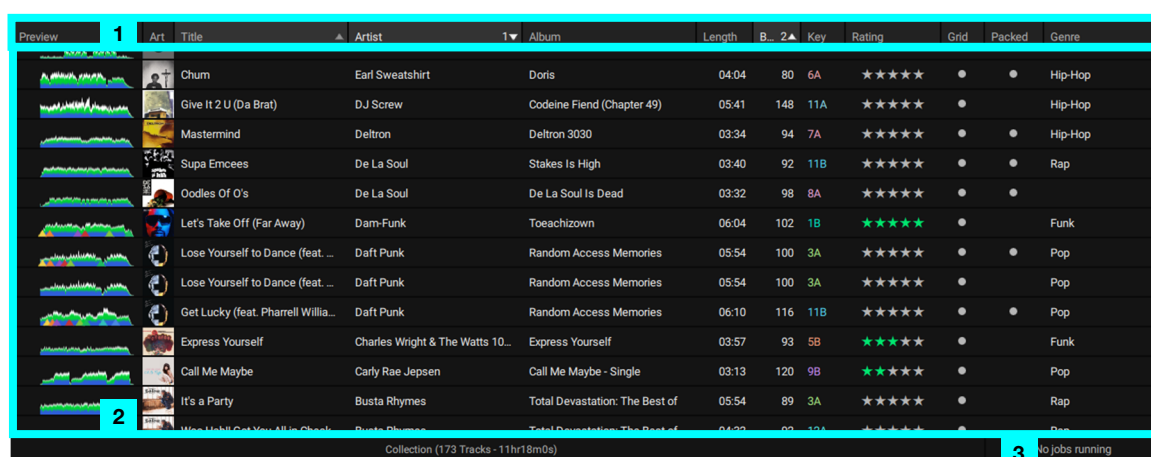 Preview 1 Art Title Artist 1 Album Length B... 2 Key Rating Grid Packed Genre
Chum Earl Sweatshirt Doris 04:04 80 6A Hip-Hop
Give It 2 U (Da Brat) DJ Screw Codeine Fiend (Chapter 49) 05:41 148 11A Hip-Hop
Mastermind Deltron Deltron 3030 03:34 94 7A Hip-Hop
Supa Emcees De La Soul Stakes Is High 03:40 92 11B Rap
Oodles Of O's De La Soul De La Soul Is Dead 03:32 98 8A
Let's Take Off (Far Away) Dam-Funk Toeachizown 06:04 102 1B Funk
Lose Yourself to Dance (feat. ... Daft Punk Random Access Memories 05:54 100 3A Pop
Lose Yourself to Dance (feat. ... Daft Punk Random Access Memories 05:54 100 3A Pop
Get Lucky (feat. Pharrell Willia... Daft Punk Random Access Memories 06:10 116 11B Pop
Express Yourself Charles Wright & The Watts 10... Express Yourself 03:57 93 5B Funk
Call Me Maybe Carly Rae Jepsen Call Me Maybe - Single 03:13 120 9B Pop
It's a Party Busta Rhymes Total Devastation: The Best of 05:54 89 3A Rap
2 Busta Rhymes Total Devastation: The Best of Rap
Collection (173 Tracks - 11hr18m0s) 3 No jobs running